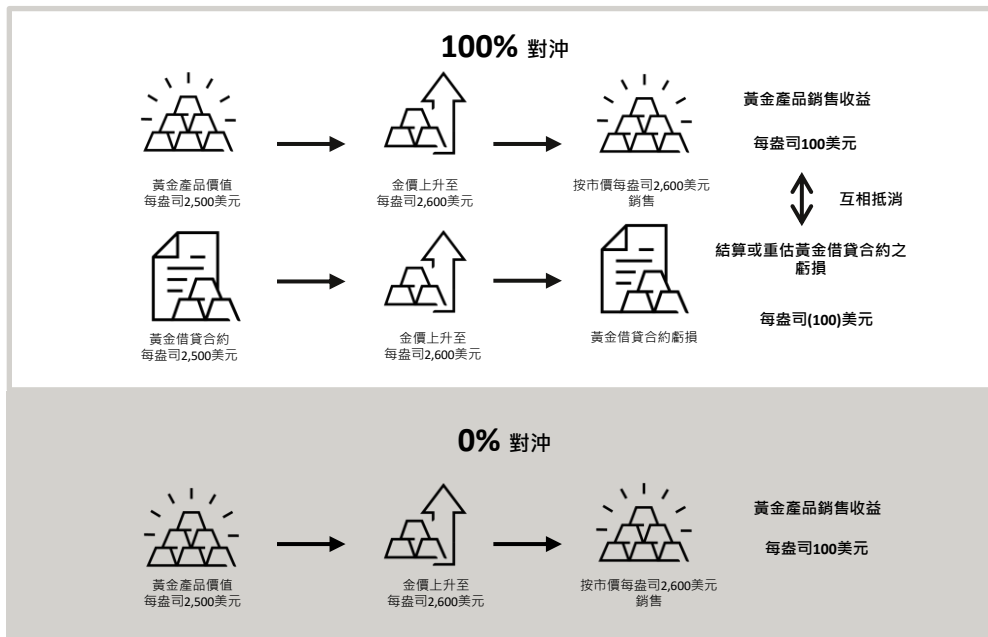 100% 對沖
黃金產品價值
每盎司2,500美元
金價上升至
每盎司2,600美元
按市價每盎司2,600美元
銷售
黃金產品銷售收益
每盎司100美元
互相抵消
黃金借貸合約
每盎司2,500美元
金價上升至
每盎司2,600美元
黃金借貸合約虧損
結算或重估黃金借貸合約之
虧損
每盎司(100)美元
0% 對沖
黃金產品價值
每盎司2,500美元
金價上升至
每盎司2,600美元
按市價每盎司2,600美元
銷售
黃金產品銷售收益
每盎司100美元